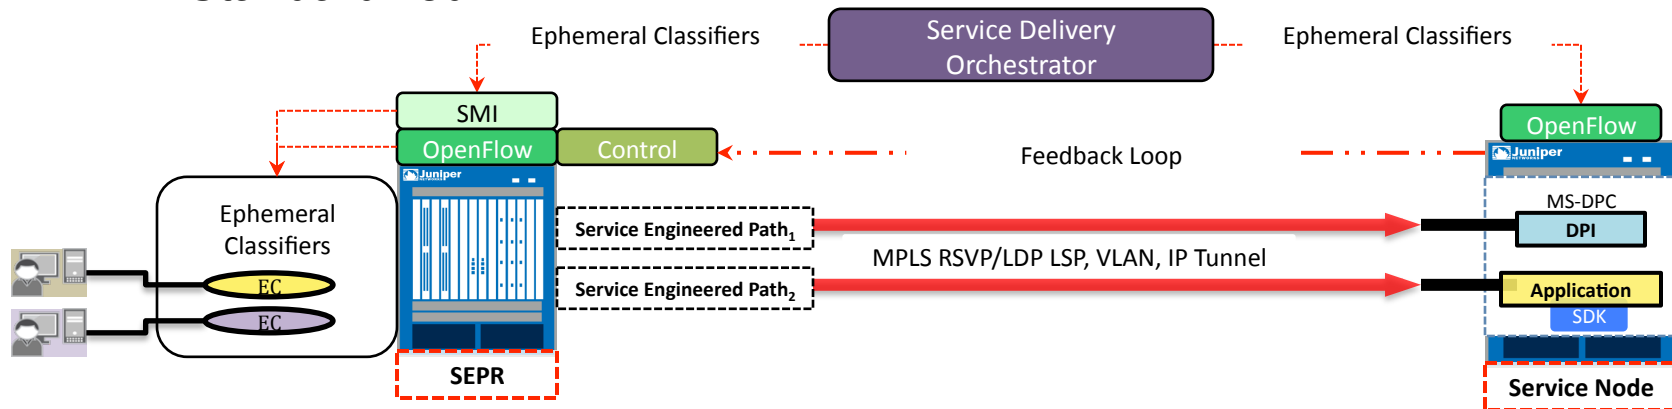 Ephemeral Classifiers
Service Delivery
Orchestrator
Ephemeral Classifiers
SMI
OpenFlow
Control
Feedback Loop
OpenFlow
Juniper
NETWORKS
Juniper
NETWORKS
Ephemeral
Classifiers
EC
EC
Service Engineered Path1
MPLS RSVP/LDP LSP, VLAN, IP Tunnel
Service Engineered Path2
MS-DPC
DPI
Application
SDK
SEPR
Service Node